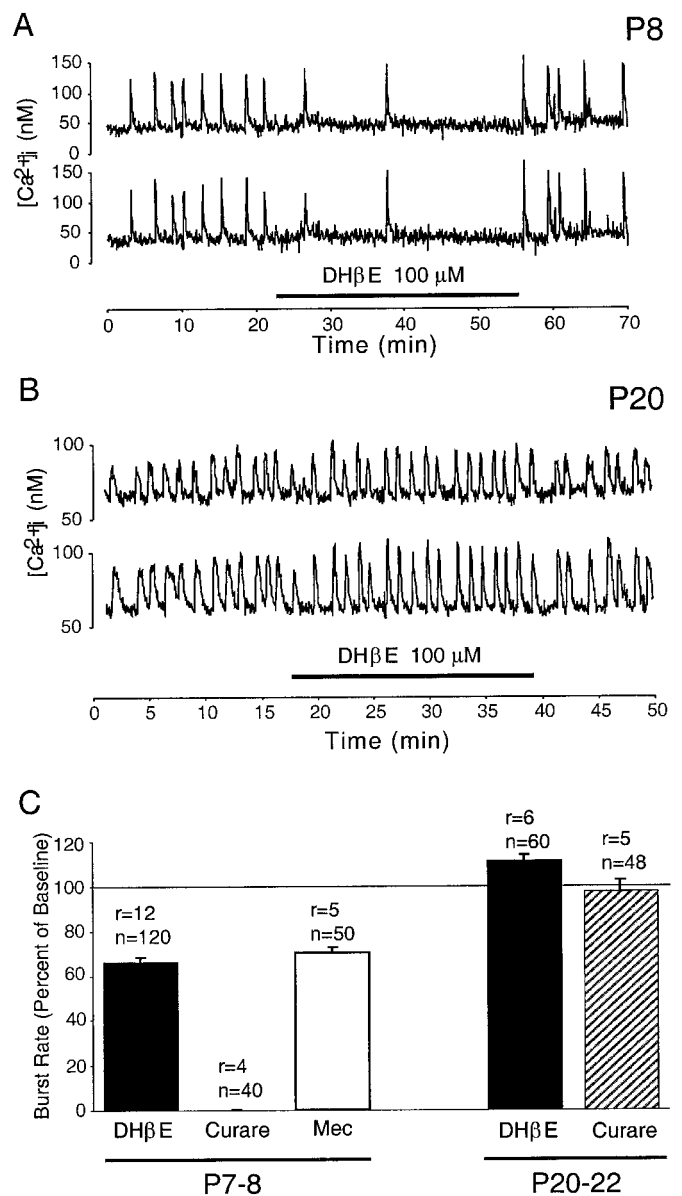 A
P8
[Ca2+]i (nM)
150
100
50
0
150
100
50
0
DHβE 100 μM
0 10 20 30 40 50 60 70
Time (min)
B
P20
[Ca2+]i (nM)
100
50
100
50
DHβE 100 μM
0 5 10 15 20 25 30 35 40 45 50
Time (min)
C
Burst Rate (Percent of Baseline)
120
100
80
60
40
20
0
r=12
n=120
r=4
n=40
r=5
n=50
r=6
n=60
r=5
n=48
DHβE Curare Mec DHβE Curare
P7-8 P20-22